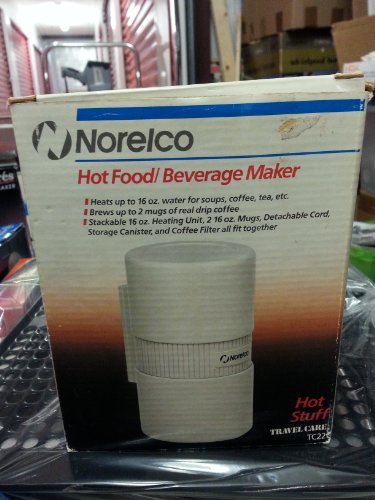 Norelco
Hot Food/ Beverage Maker
Heats up to 16 oz. water for soups, coffee, tea, etc.
Brews up to 2 mugs of real drip coffee
Stackable 16 oz. Heating Unit, 2 16 oz. Mugs, Detachable Cord,
Storage Canister, and Coffee Filter all fit together
Norelco
Hot
Stuff
TRAVEL CARE